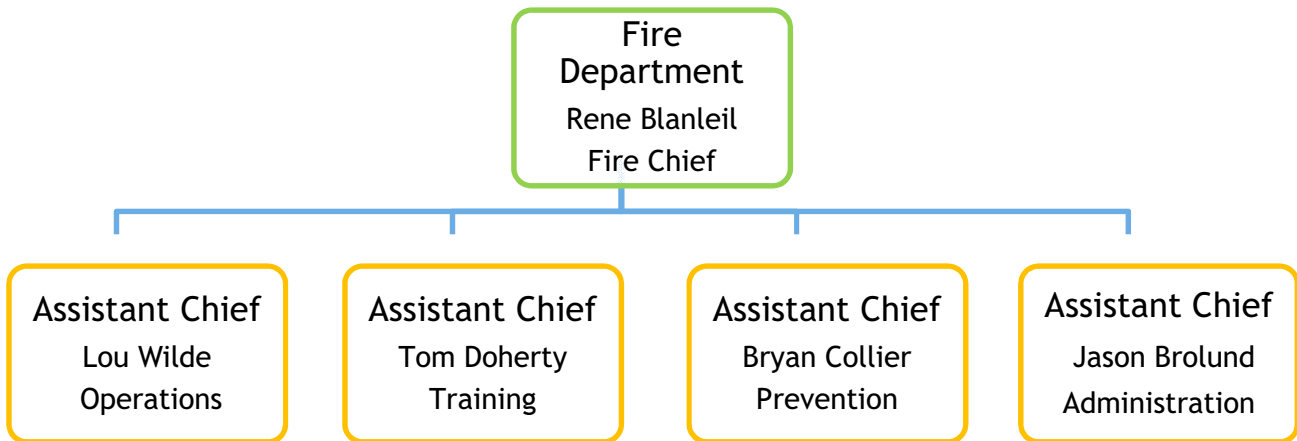 Fire
Department
Rene Blanleil
Fire Chief
Assistant Chief
Lou Wilde
Operations
Assistant Chief
Tom Doherty
Training
Assistant Chief
Bryan Collier
Prevention
Assistant Chief
Jason Brolund
Administration